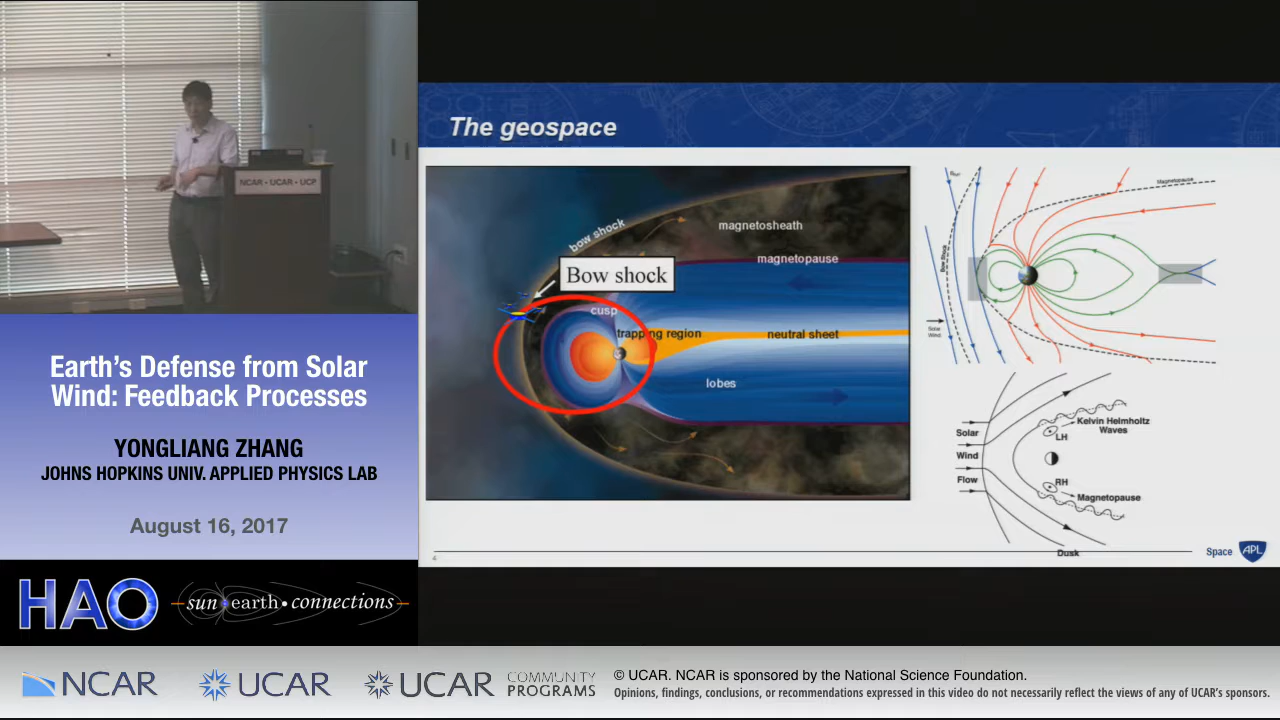 NCAR • UCAR • UCP
Earth's Defense from Solar
Wind: Feedback Processes
YONGLIANG ZHANG
JOHNS HOPKINS UNIV. APPLIED PHYSICS LAB
August 16, 2017
HAO
sun • earth • connections
The geospace
bow shock
magnetosheath
magnetopause
Bow shock
cusp
trapping region
neutral sheet
lobes
Magnetopause
Bow Shock
Solar
Wind
Solar
Wind
Flow
Kelvin Helmholtz
Waves
LH
RH
Magnetopause
Dusk
4
Space APL
NCAR
UCAR
UCAR
COMMUNITY
PROGRAMS
© UCAR. NCAR is sponsored by the National Science Foundation.
Opinions, findings, conclusions, or recommendations expressed in this video do not necessarily reflect the views of any of UCAR's sponsors.